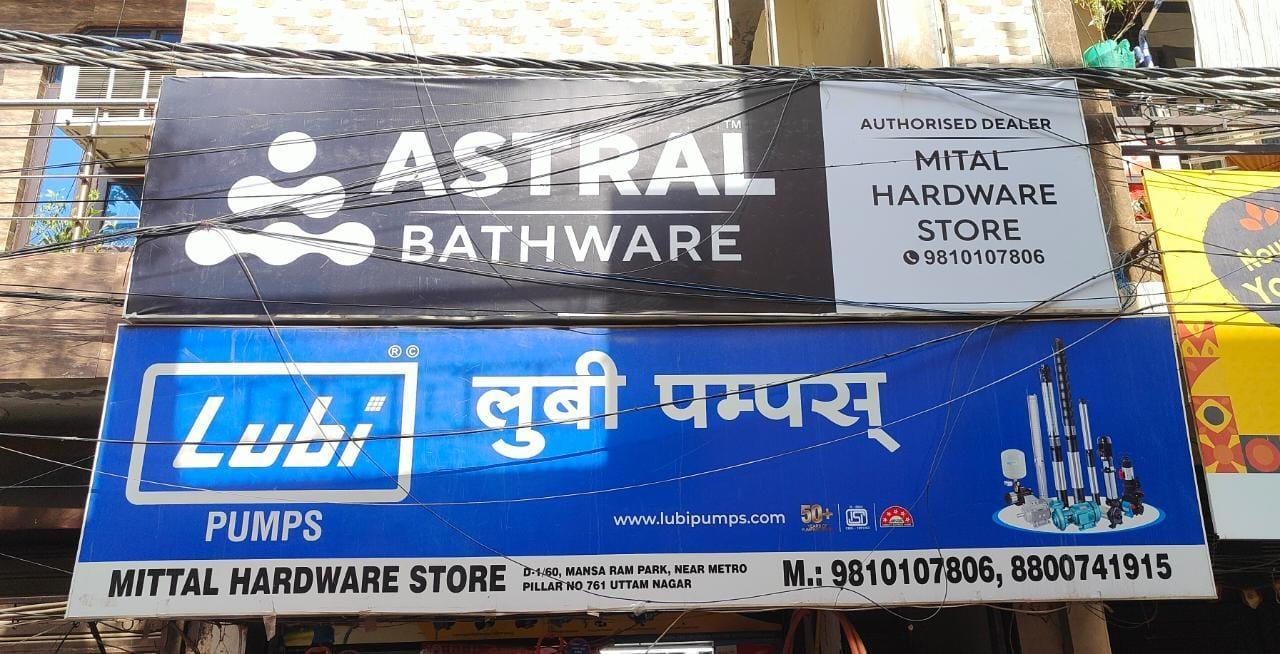 ASTRAL™
BATHWARE
AUTHORISED DEALER
MITAL
HARDWARE
STORE
9810107806
® ©
Lubi
PUMPS
लुबी पम्पस्
www.lubipumps.com
50+
MITTAL HARDWARE STORE
D-1/60, MANSA RAM PARK, NEAR METRO
PILLAR NO 761 UTTAM NAGAR
M.: 9810107806, 8800741915